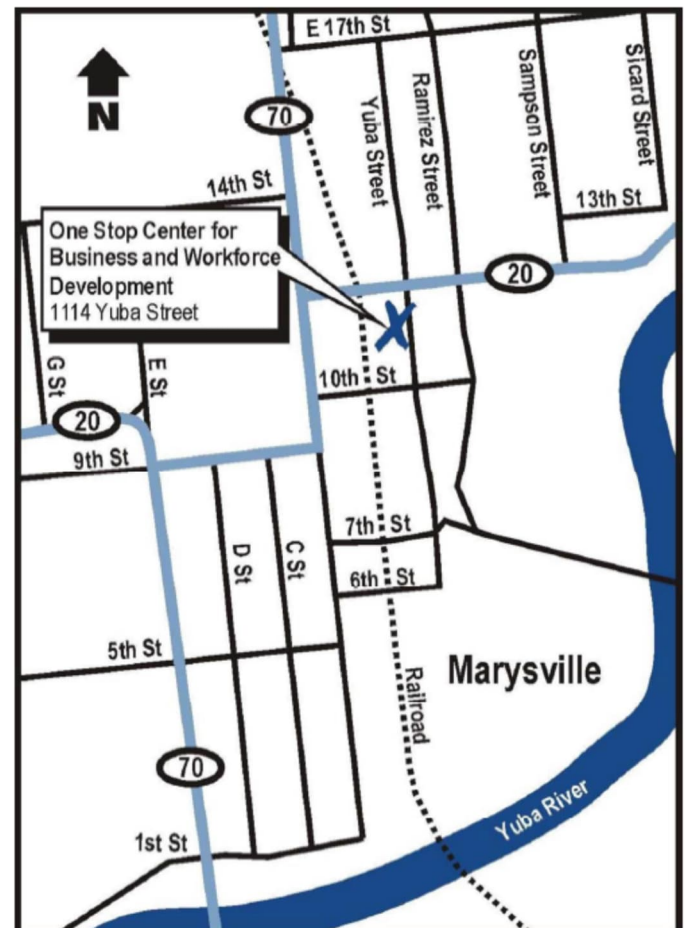 E 17th St
N
70
Yuba Street
Ramirez Street
Sampson Street
Sicard Street
14th St
13th St
One Stop Center for
Business and Workforce
Development
1114 Yuba Street
20
10th St
G St
E St
20
9th St
7th St
D St
C St
6th St
5th St
Marysville
Railroad
70
Yuba River
1st St